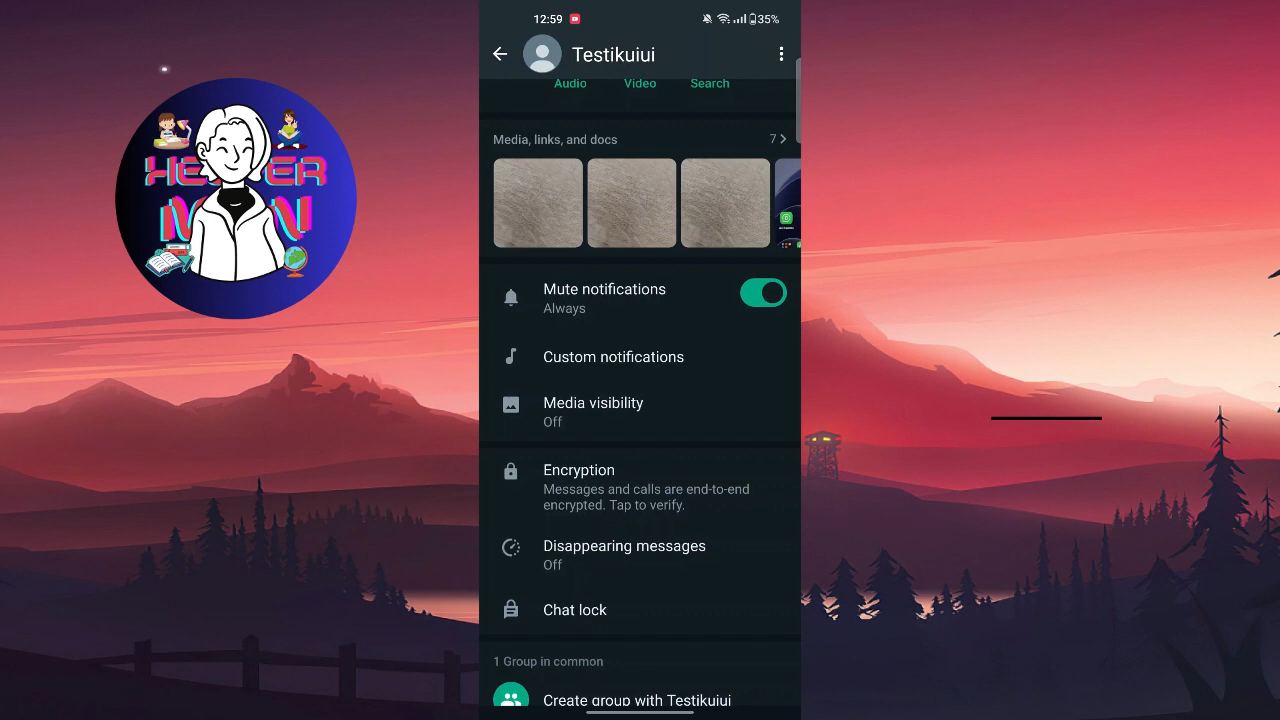 12:59
35%
Testikuiui
Audio Video Search
Media, links, and docs 7
Mute notifications
Always
Custom notifications
Media visibility
Off
Encryption
Messages and calls are end-to-end
encrypted. Tap to verify.
Disappearing messages
Off
Chat lock
1 Group in common
Create group with Testikuiui